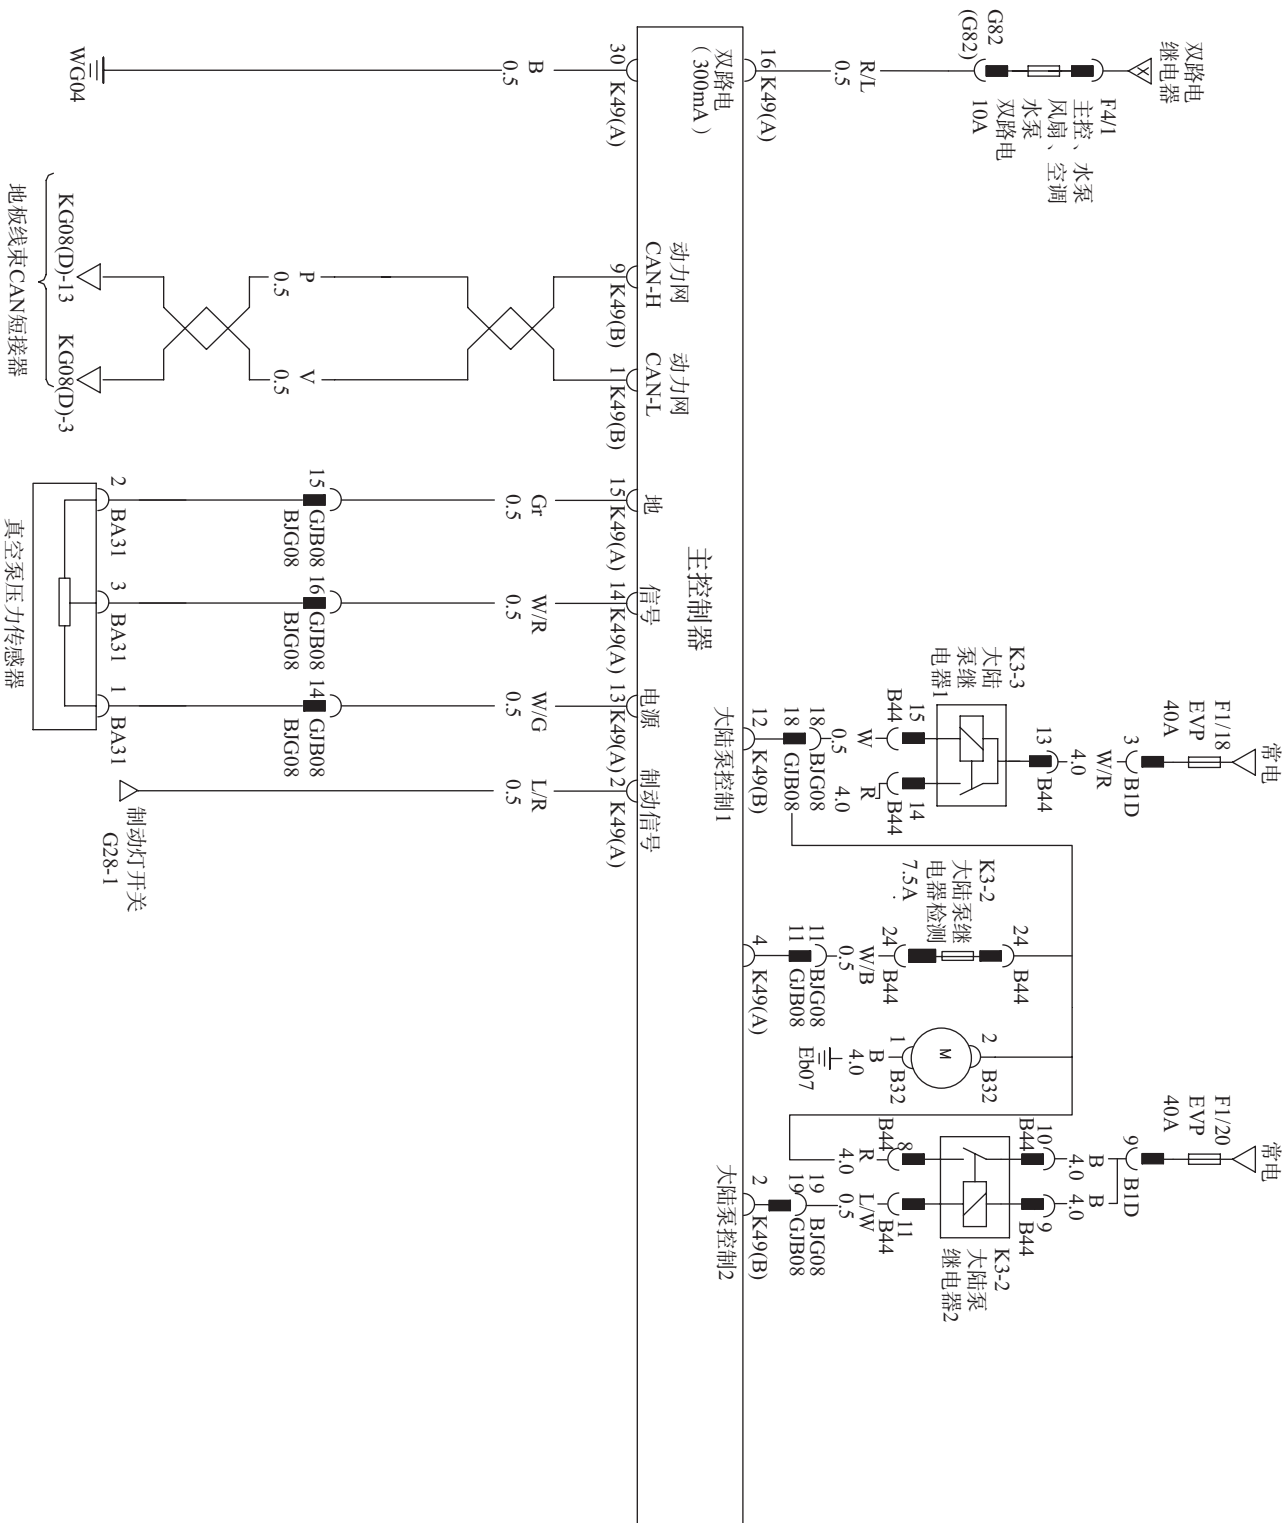 双路电
继电器
G82
(G82)
F4/1
主控、水泵
风扇、空调
水泵
双路电
10A
R/L
0.5
16
K49(A)
双路电
(300mA)
常电
F1/18
EVP
40A
3
B1D
W/R
4.0
13
B44
K3-3
大陆
泵继
电器1
15
B44
14
B44
W
0.5
R
4.0
18
BJG08
18
GJB08
12
K49(B)
大陆泵控制1
K3-2
大陆泵继
电器检测
7.5A
24
B44
24
B44
W/B
0.5
11
BJG08
11
GJB08
4
K49(A)
2
B32
M
1
B32
B
4.0
Eb07
常电
F1/20
EVP
40A
9
B1D
B
4.0
B
4.0
10
B44
9
B44
K3-2
大陆泵
继电器2
8
B44
11
B44
R
4.0
L/W
0.5
19
BJG08
19
GJB08
2
K49(B)
大陆泵控制2
主控制器
30
K49(A)
B
0.5
WG04
动力网
CAN-H
9
K49(B)
动力网
CAN-L
1
K49(B)
P
0.5
V
0.5
KG08(D)-13
KG08(D)-3
地板线束CAN短接器
地
15
K49(A)
Gr
0.5
15
GJB08
BJG08
2
BA31
信号
14
K49(A)
W/R
0.5
16
GJB08
BJG08
3
BA31
电源
13
K49(A)
W/G
0.5
14
GJB08
BJG08
1
BA31
真空泵压力传感器
制动信号
2
K49(A)
L/R
0.5
制动灯开关
G28-1